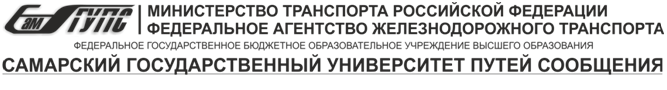 СамГУПС
МИНИСТЕРСТВО ТРАНСПОРТА РОССИЙСКОЙ ФЕДЕРАЦИИ
ФЕДЕРАЛЬНОЕ АГЕНТСТВО ЖЕЛЕЗНОДОРОЖНОГО ТРАНСПОРТА
ФЕДЕРАЛЬНОЕ ГОСУДАРСТВЕННОЕ БЮДЖЕТНОЕ ОБРАЗОВАТЕЛЬНОЕ УЧРЕЖДЕНИЕ ВЫСШЕГО ОБРАЗОВАНИЯ
САМАРСКИЙ ГОСУДАРСТВЕННЫЙ УНИВЕРСИТЕТ ПУТЕЙ СООБЩЕНИЯ